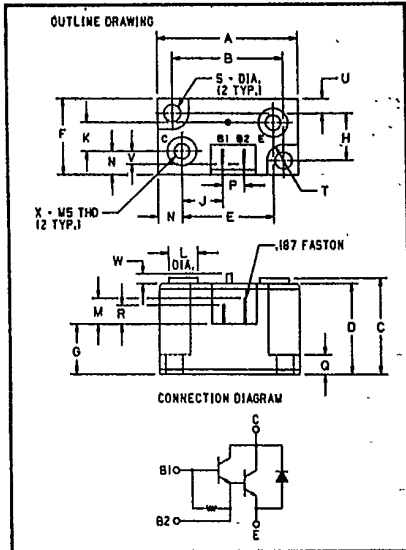 OUTLINE DRAWING
A
B
S - DIA.
(2 TYP.)
U
F
K
N
V
C
B1 B2
E
H
P
J
T
X - M5 THD
(2 TYP.)
N
E
W
L
DIA.
.187 FASTON
M
R
G
Q
D
C
CONNECTION DIAGRAM
C
B1
B2
E